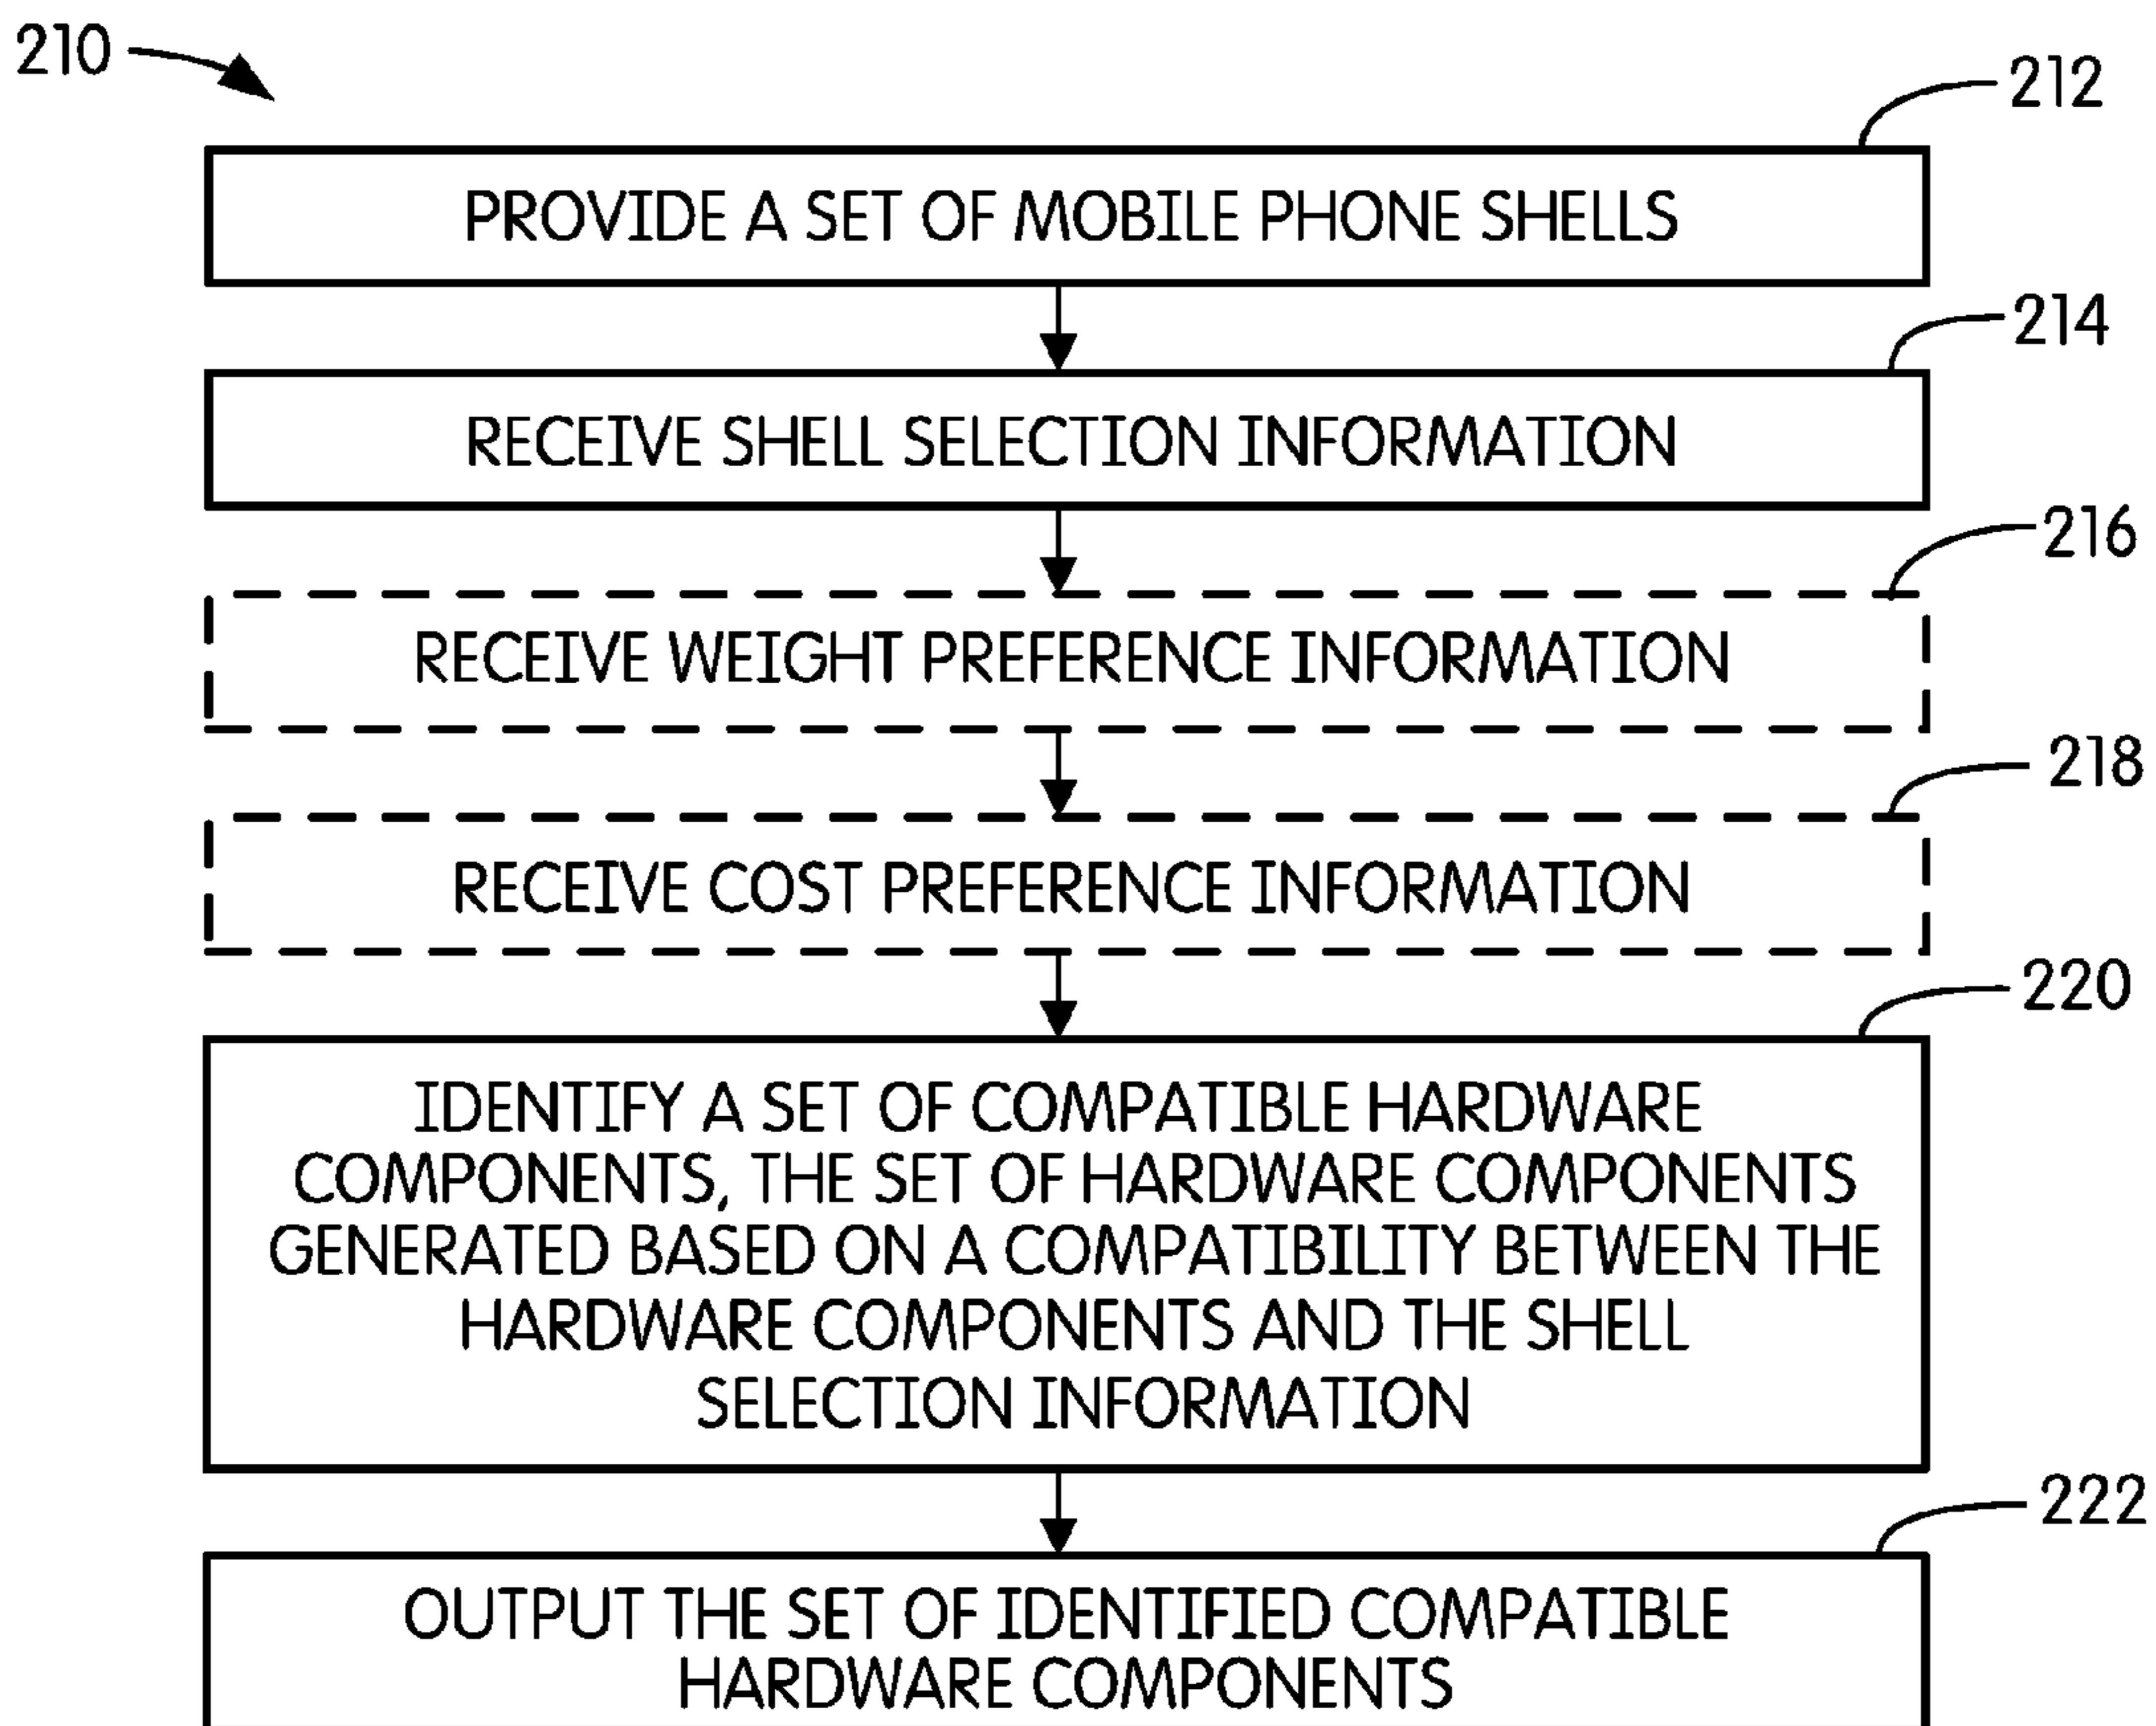 210
212
PROVIDE A SET OF MOBILE PHONE SHELLS
214
RECEIVE SHELL SELECTION INFORMATION
216
RECEIVE WEIGHT PREFERENCE INFORMATION
218
RECEIVE COST PREFERENCE INFORMATION
220
IDENTIFY A SET OF COMPATIBLE HARDWARE
COMPONENTS, THE SET OF HARDWARE COMPONENTS
GENERATED BASED ON A COMPATIBILITY BETWEEN THE
HARDWARE COMPONENTS AND THE SHELL
SELECTION INFORMATION
222
OUTPUT THE SET OF IDENTIFIED COMPATIBLE
HARDWARE COMPONENTS